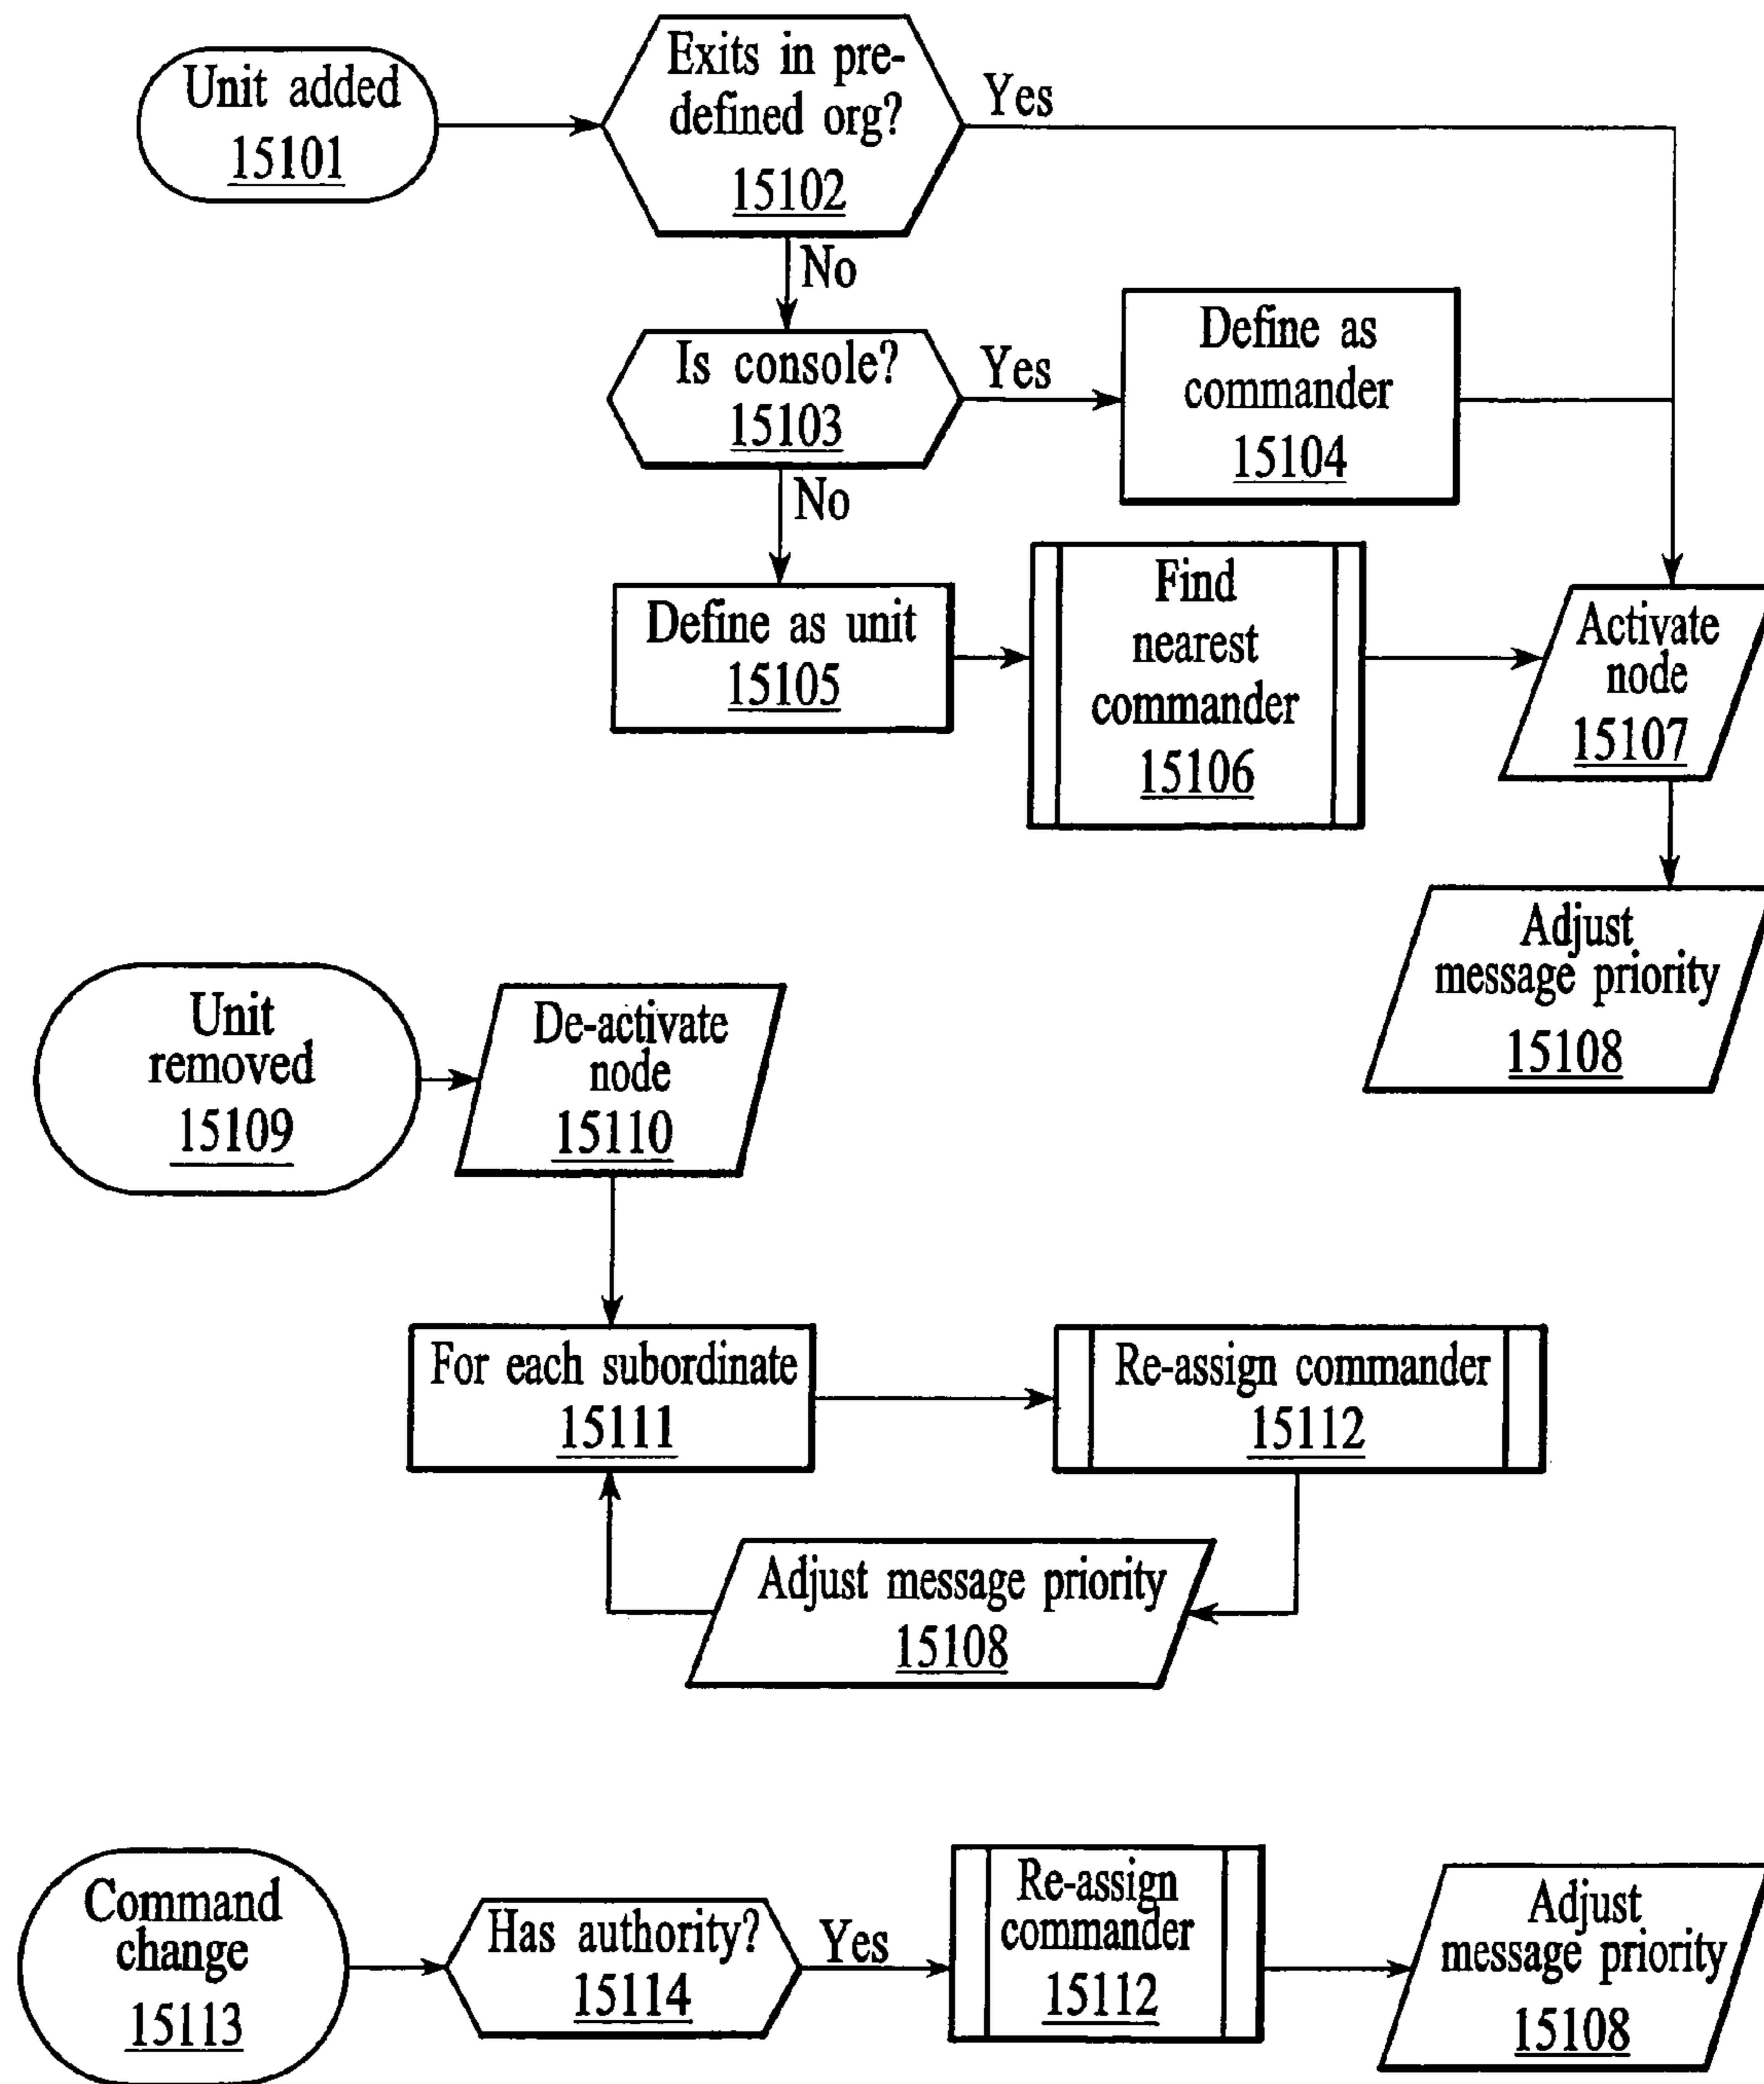 Unit added
15101
Exits in pre-
defined org?
15102
Yes
No
Is console?
15103
Yes
Define as
commander
15104
No
Define as unit
15105
Find
nearest
commander
15106
Activate
node
15107
Adjust
message priority
15108
Unit
removed
15109
De-activate
node
15110
For each subordinate
15111
Re-assign commander
15112
Adjust message priority
15108
Command
change
15113
Has authority?
15114
Yes
Re-assign
commander
15112
Adjust
message priority
15108